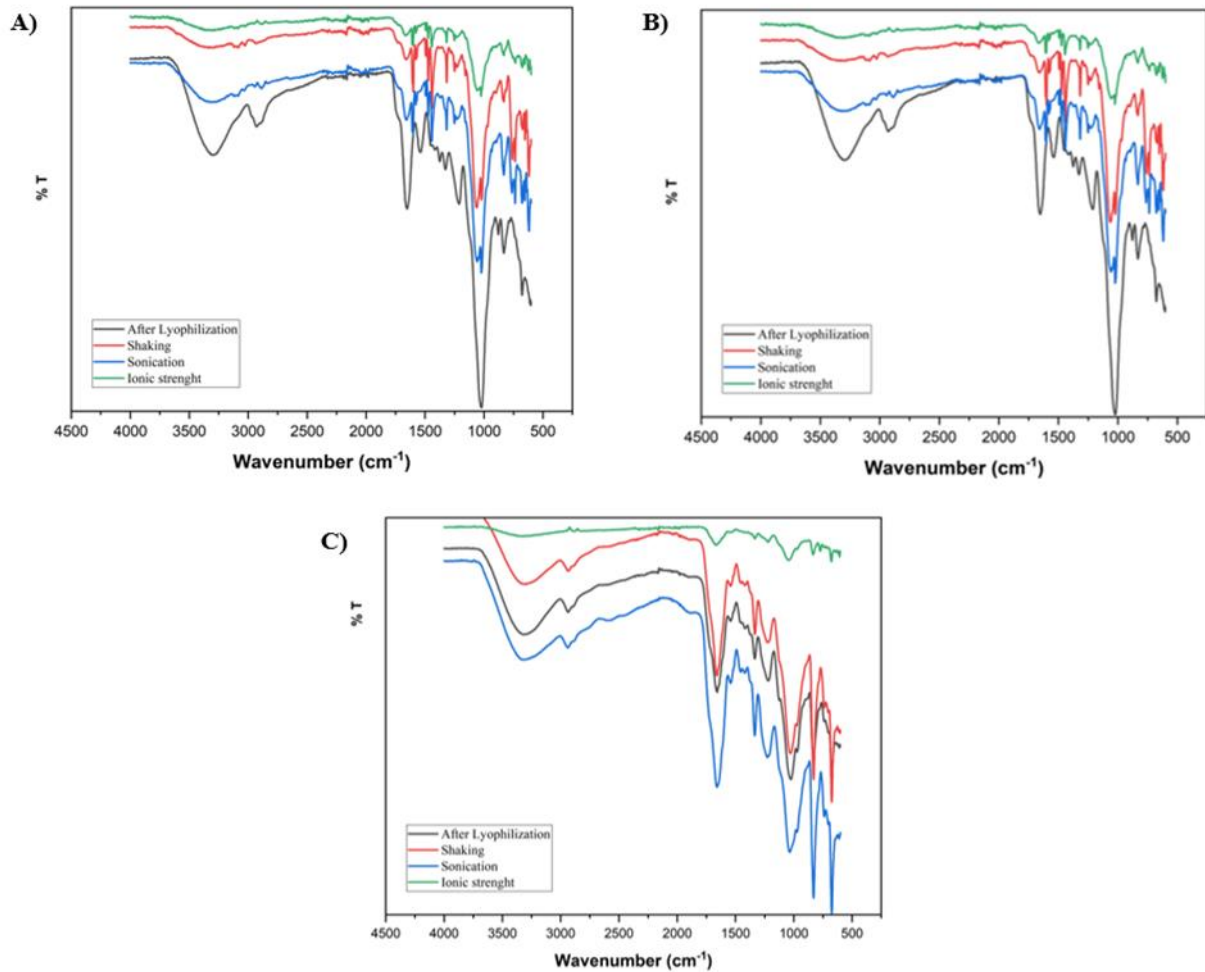 A)
% T
After Lyophilization
Shaking
Sonication
Ionic strenght
4500 4000 3500 3000 2500 2000 1500 1000 500
Wavenumber (cm⁻¹)
B)
% T
After Lyophilization
Shaking
Sonication
Ionic strenght
4500 4000 3500 3000 2500 2000 1500 1000 500
Wavenumber (cm⁻¹)
C)
% T
After Lyophilization
Shaking
Sonication
Ionic strenght
4500 4000 3500 3000 2500 2000 1500 1000 500
Wavenumber (cm⁻¹)